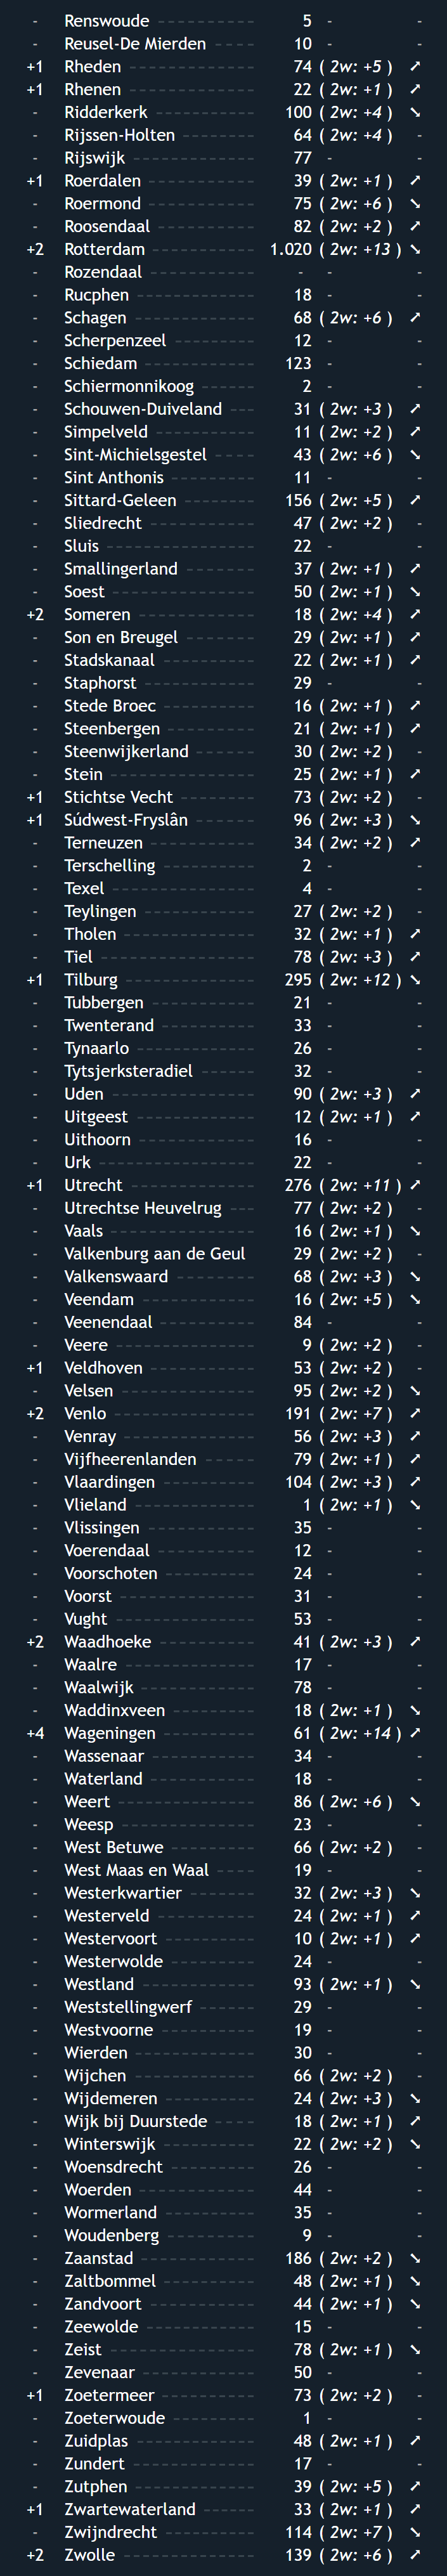 - Renswoude ----------- 5 - -
- Reusel-De Mierden ---- 10 - -
+1 Rheden ------------ 74 ( 2w: +5 ) ➚
+1 Rhenen ------------ 22 ( 2w: +1 ) ➚
- Ridderkerk ---------- 100 ( 2w: +4 ) ➘
- Rijssen-Holten -------- 64 ( 2w: +4 ) -
- Rijswijk ------------ 77 - -
+1 Roerdalen ---------- 39 ( 2w: +1 ) ➚
- Roermond ----------- 75 ( 2w: +6 ) ➘
- Roosendaal ---------- 82 ( 2w: +2 ) ➚
+2 Rotterdam ---------- 1.020 ( 2w: +13 ) ➘
- Rozendaal ----------- - - -
- Rucphen ------------ 18 - -
- Schagen ------------ 68 ( 2w: +6 ) ➚
- Scherpenzeel --------- 12 - -
- Schiedam ----------- 123 - -
- Schiermonnikoog ------ 2 - -
- Schouwen-Duiveland --- 31 ( 2w: +3 ) ➚
- Simpelveld ---------- 11 ( 2w: +2 ) ➚
- Sint-Michielsgestel ---- 43 ( 2w: +6 ) ➘
- Sint Anthonis --------- 11 - -
- Sittard-Geleen -------- 156 ( 2w: +5 ) ➚
- Sliedrecht ----------- 47 ( 2w: +2 ) -
- Sluis --------------- 22 - -
- Smallingerland ------- 37 ( 2w: +1 ) ➚
- Soest -------------- 50 ( 2w: +1 ) ➘
+2 Someren ----------- 18 ( 2w: +4 ) ➚
- Son en Breugel ------- 29 ( 2w: +1 ) ➚
- Stadskanaal --------- 22 ( 2w: +1 ) ➚
- Staphorst ----------- 29 - -
- Stede Broec --------- 16 ( 2w: +1 ) ➚
- Steenbergen --------- 21 ( 2w: +1 ) ➚
- Steenwijkerland ------ 30 ( 2w: +2 ) -
- Stein -------------- 25 ( 2w: +1 ) ➚
+1 Stichtse Vecht -------- 73 ( 2w: +2 ) -
+1 Súdwest-Fryslân ------ 96 ( 2w: +3 ) ➘
- Terneuzen ---------- 34 ( 2w: +2 ) ➚
- Terschelling --------- 2 - -
- Texel -------------- 4 - -
- Teylingen ----------- 27 ( 2w: +2 ) -
- Tholen ------------- 32 ( 2w: +1 ) ➚
- Tiel --------------- 78 ( 2w: +3 ) ➚
+1 Tilburg ------------ 295 ( 2w: +12 ) ➘
- Tubbergen ---------- 21 - -
- Twenterand --------- 33 - -
- Tynaarlo ----------- 26 - -
- Tytsjerksteradiel ----- 32 - -
- Uden -------------- 90 ( 2w: +3 ) ➚
- Uitgeest ------------ 12 ( 2w: +1 ) ➚
- Uithoorn ----------- 16 - -
- Urk --------------- 22 - -
+1 Utrecht ------------ 276 ( 2w: +11 ) ➚
- Utrechtse Heuvelrug --- 77 ( 2w: +2 ) -
- Vaals -------------- 16 ( 2w: +1 ) ➘
- Valkenburg aan de Geul 29 ( 2w: +2 ) -
- Valkenswaard -------- 68 ( 2w: +3 ) ➘
- Veendam ----------- 16 ( 2w: +5 ) ➘
- Veenendaal --------- 84 - -
- Veere -------------- 9 ( 2w: +2 ) -
+1 Veldhoven ---------- 53 ( 2w: +2 ) -
- Velsen ------------- 95 ( 2w: +2 ) ➘
+2 Venlo -------------- 191 ( 2w: +7 ) ➚
- Venray ------------- 56 ( 2w: +3 ) ➚
- Vijfheerenlanden ----- 79 ( 2w: +1 ) ➚
- Vlaardingen --------- 104 ( 2w: +3 ) ➚
- Vlieland ------------ 1 ( 2w: +1 ) ➘
- Vlissingen ----------- 35 - -
- Voerendaal ---------- 12 - -
- Voorschoten --------- 24 - -
- Voorst ------------- 31 - -
- Vught -------------- 53 - -
+2 Waadhoeke --------- 41 ( 2w: +3 ) ➚
- Waalre ------------- 17 - -
- Waalwijk ----------- 78 - -
- Waddinxveen -------- 18 ( 2w: +1 ) ➘
+4 Wageningen --------- 61 ( 2w: +14 ) ➚
- Wassenaar ---------- 34 - -
- Waterland ---------- 18 - -
- Weert -------------- 86 ( 2w: +6 ) ➘
- Weesp ------------- 23 - -
- West Betuwe -------- 66 ( 2w: +2 ) -
- West Maas en Waal ---- 19 - -
- Westerkwartier ------- 32 ( 2w: +3 ) ➘
- Westerveld ---------- 24 ( 2w: +1 ) ➚
- Westervoort --------- 10 ( 2w: +1 ) ➚
- Westerwolde --------- 24 - -
- Westland ----------- 93 ( 2w: +1 ) ➘
- Weststellingwerf ------ 29 - -
- Westvoorne --------- 19 - -
- Wierden ------------ 30 - -
- Wijchen ------------ 66 ( 2w: +2 ) -
- Wijdemeren --------- 24 ( 2w: +3 ) ➘
- Wijk bij Duurstede ---- 18 ( 2w: +1 ) ➚
- Winterswijk --------- 22 ( 2w: +2 ) ➘
- Woensdrecht -------- 26 - -
- Woerden ----------- 44 - -
- Wormerland --------- 35 - -
- Woudenberg -------- 9 - -
- Zaanstad ----------- 186 ( 2w: +2 ) ➘
- Zaltbommel --------- 48 ( 2w: +1 ) ➘
- Zandvoort ---------- 44 ( 2w: +1 ) ➘
- Zeewolde ----------- 15 - -
- Zeist -------------- 78 ( 2w: +1 ) ➘
- Zevenaar ----------- 50 - -
+1 Zoetermeer --------- 73 ( 2w: +2 ) -
- Zoeterwoude -------- 1 - -
- Zuidplas ------------ 48 ( 2w: +1 ) ➚
- Zundert ------------ 17 - -
- Zutphen ------------ 39 ( 2w: +5 ) ➚
+1 Zwartewaterland ------ 33 ( 2w: +1 ) ➚
- Zwijndrecht --------- 114 ( 2w: +7 ) ➘
+2 Zwolle ------------- 139 ( 2w: +6 ) ➚